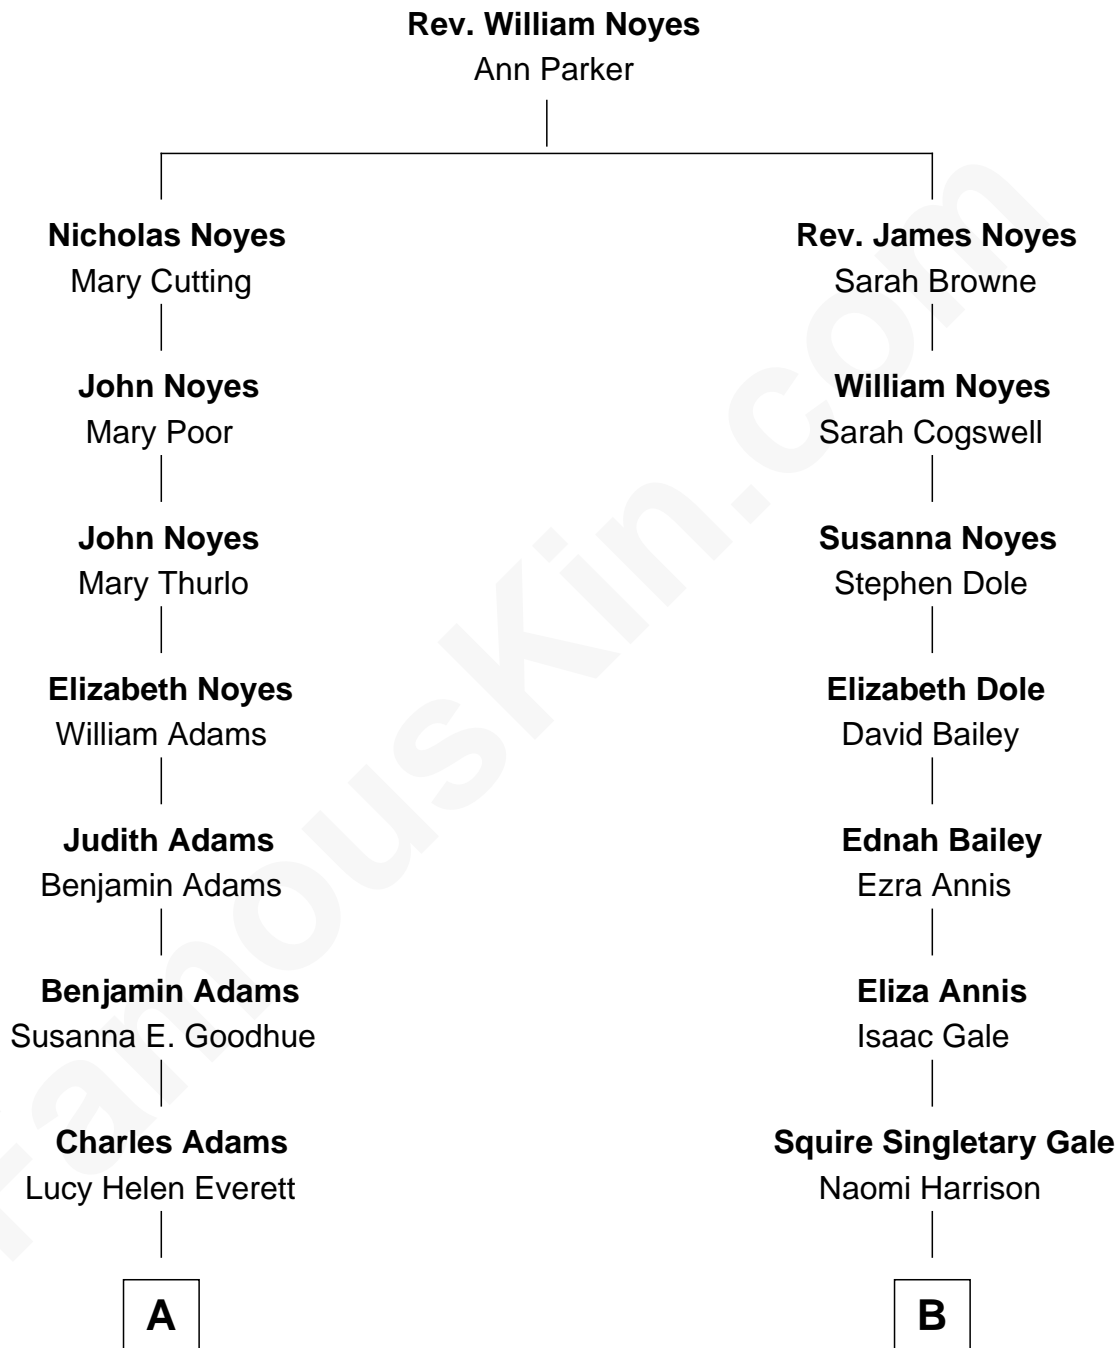 Rev. William Noyes
Ann Parker
Nicholas Noyes
Mary Cutting
Rev. James Noyes
Sarah Browne
John Noyes
Mary Poor
William Noyes
Sarah Cogswell
John Noyes
Mary Thurlo
Susanna Noyes
Stephen Dole
Elizabeth Noyes
William Adams
Elizabeth Dole
David Bailey
Judith Adams
Benjamin Adams
Ednah Bailey
Ezra Annis
Benjamin Adams
Susanna E. Goodhue
Eliza Annis
Isaac Gale
Charles Adams
Lucy Helen Everett
Squire Singletary Gale
Naomi Harrison
A
B
FamousKin.com